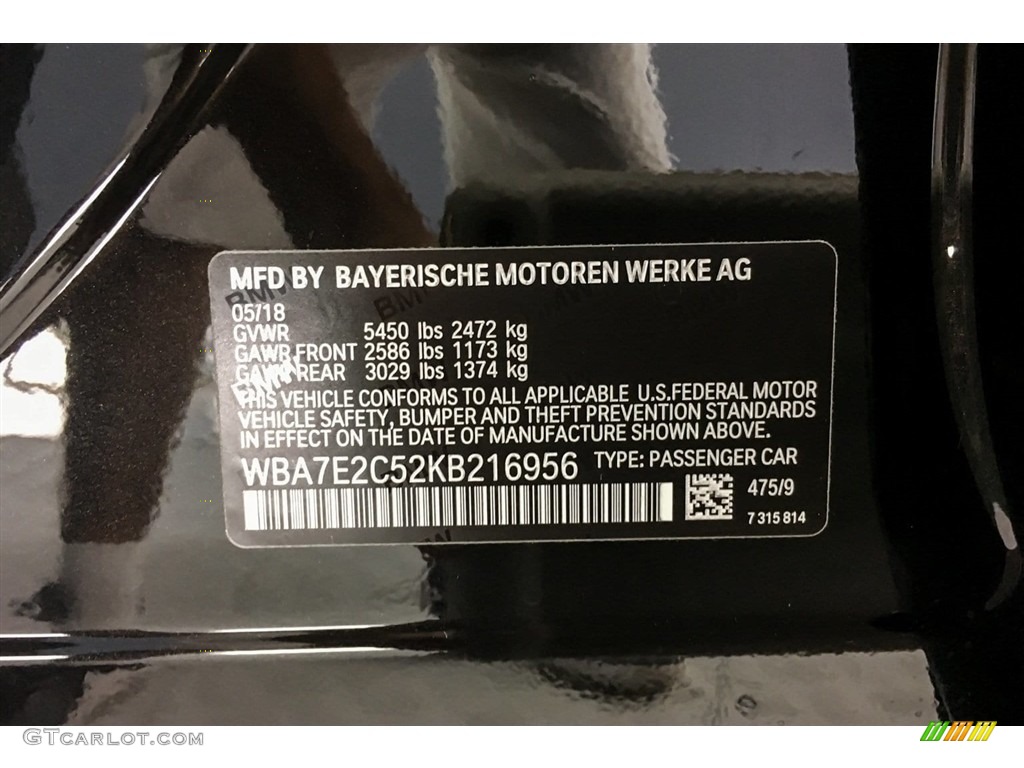 MFD BY BAYERISCHE MOTOREN WERKE AG
05/18
GVWR 5450 lbs 2472 kg
GAWR FRONT 2586 lbs 1173 kg
GAWR REAR 3029 lbs 1374 kg
THIS VEHICLE CONFORMS TO ALL APPLICABLE U.S.FEDERAL MOTOR
VEHICLE SAFETY, BUMPER AND THEFT PREVENTION STANDARDS
IN EFFECT ON THE DATE OF MANUFACTURE SHOWN ABOVE.
WBA7E2C52KB216956 TYPE: PASSENGER CAR
475/9
7 315 814
BMW
BMW
BMW
GTCARLOT.COM